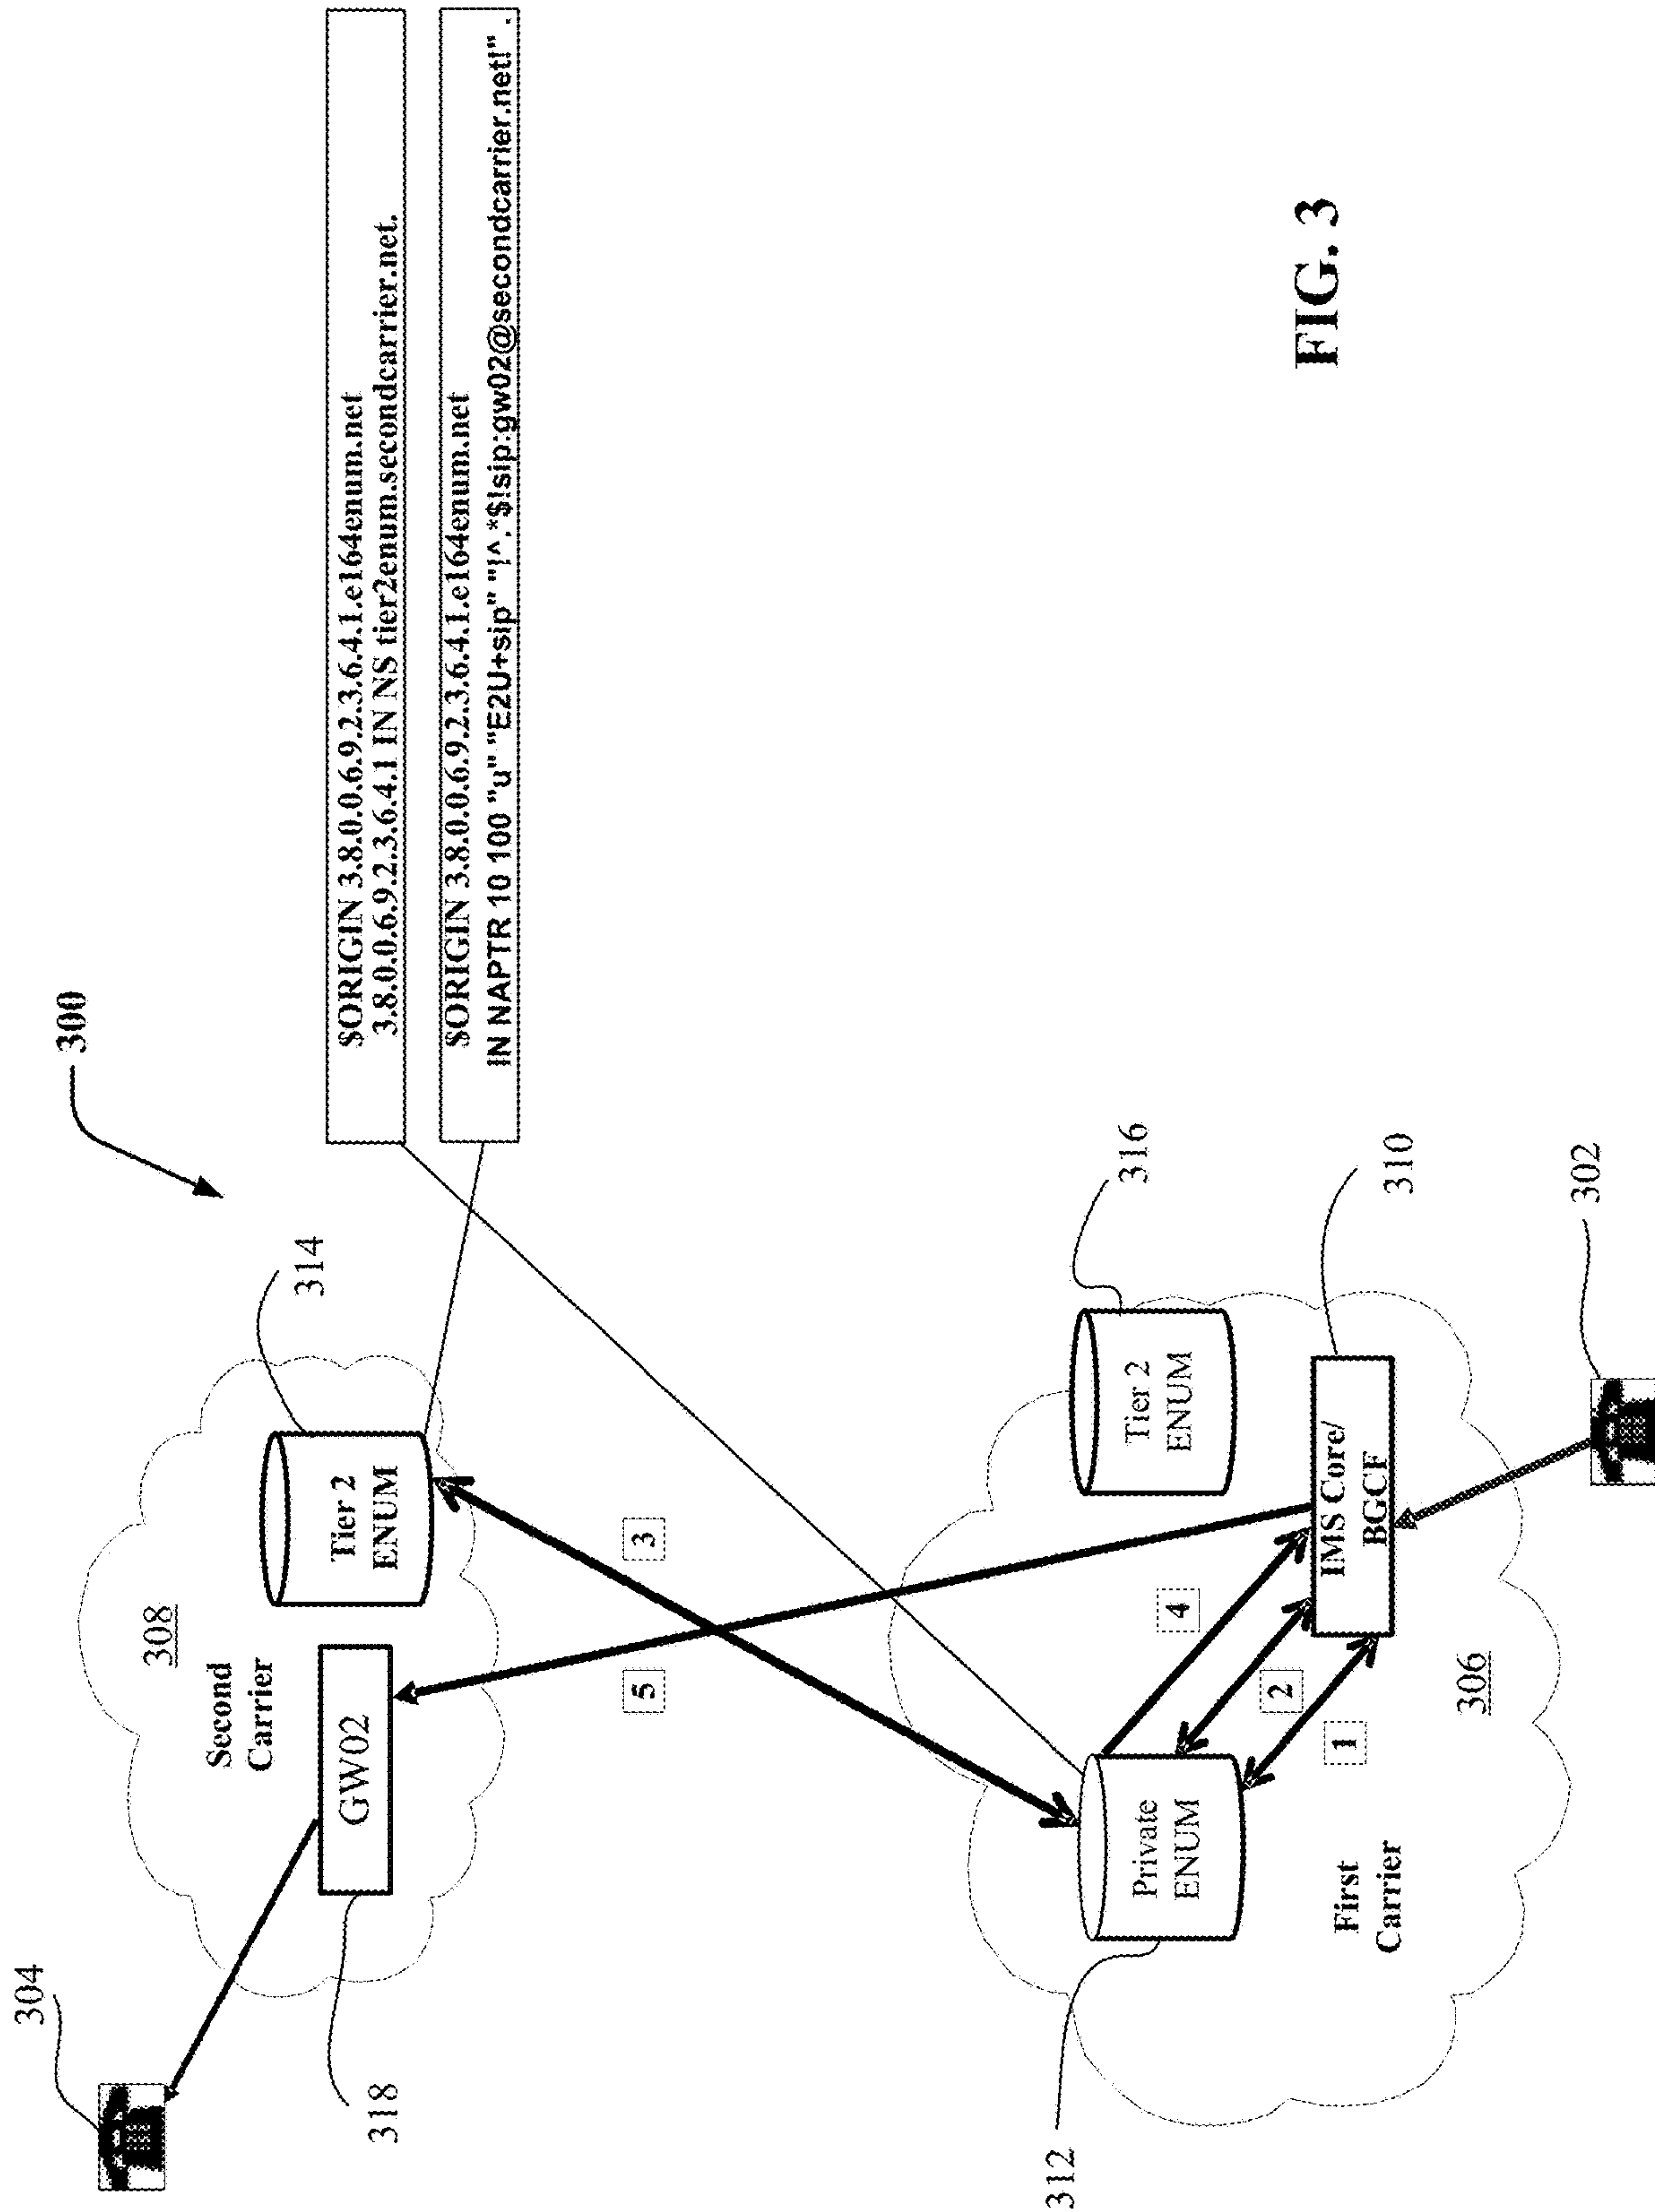 300
$ORIGIN 3.8.0.0.6.9.2.3.6.4.1.e164enum.net
3.8.0.0.6.9.2.3.6.4.1 IN NS tier2enum.secondcarrier.net.
$ORIGIN 3.8.0.0.6.9.2.3.6.4.1.e164enum.net
IN NAPTR 10 100 "u" "E2U+sip" "!^.*$!sip:gw02@secondcarrier.net!" .
304
308
Second
Carrier
GW02
318
Tier 2
ENUM
314
3
5
4
2
1
Private
ENUM
312
First
Carrier
306
Tier 2
ENUM
316
IMS Core/
BGCF
310
302
FIG. 3